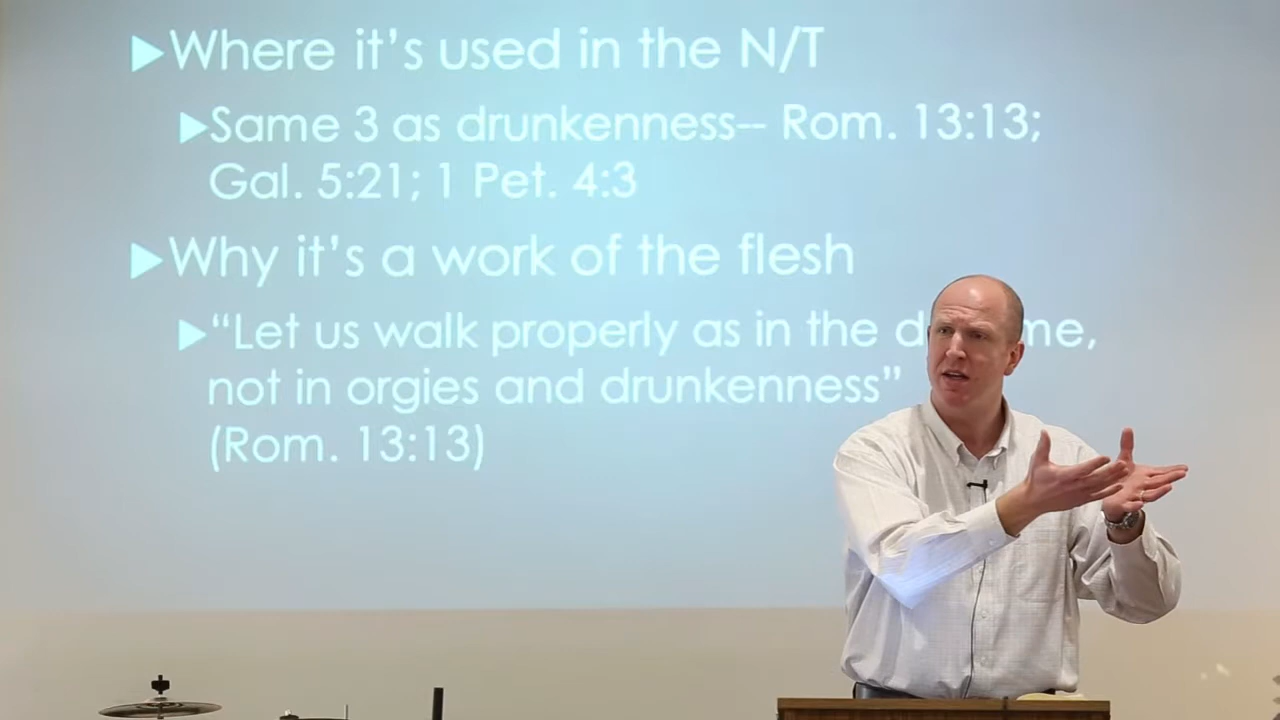 Where it's used in the N/T
Same 3 as drunkenness-- Rom. 13:13;
Gal. 5:21; 1 Pet. 4:3
Why it's a work of the flesh
"Let us walk properly as in the
not in orgies and drunkenness"
(Rom. 13:13)